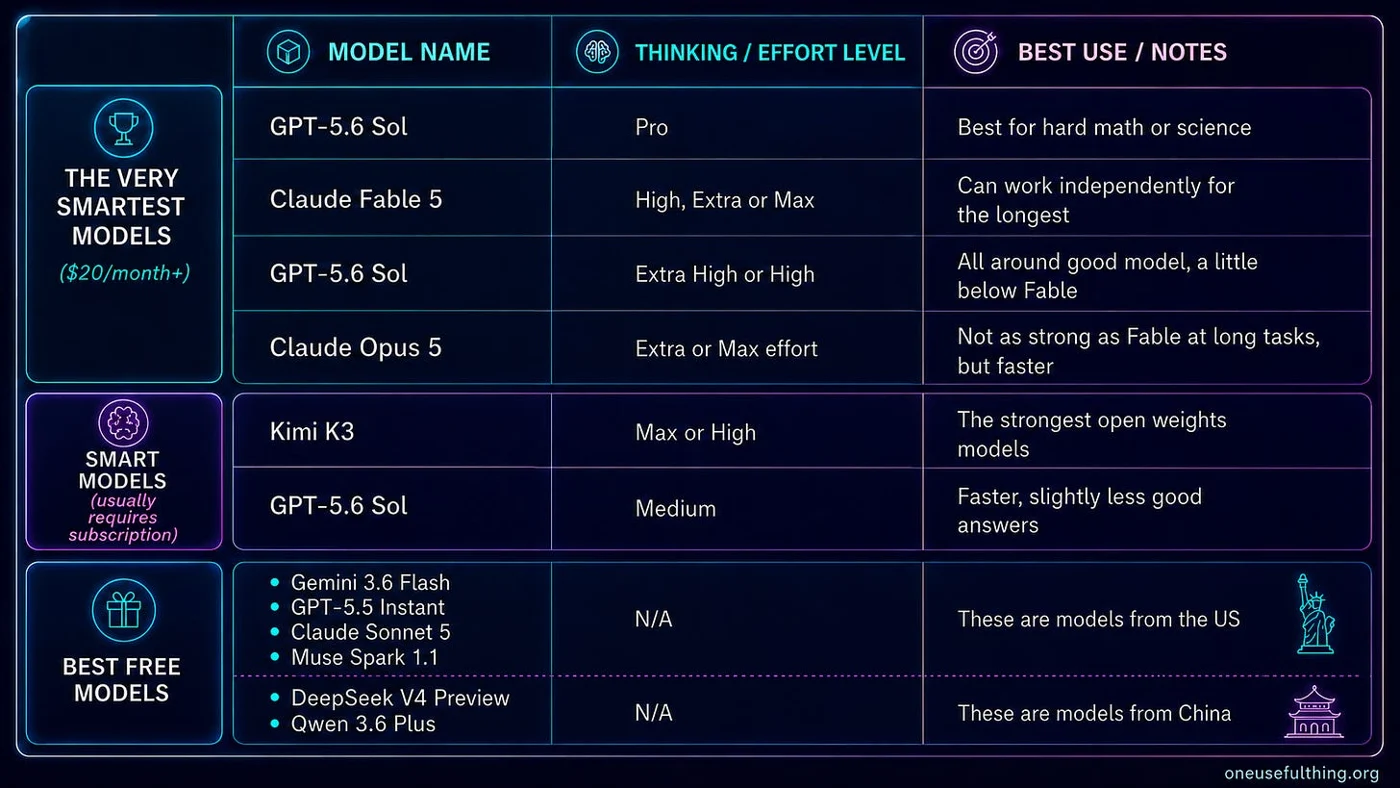 MODEL NAME
THINKING / EFFORT LEVEL
BEST USE / NOTES
THE VERY
SMARTEST
MODELS
($20/month+)
GPT-5.6 Sol
Pro
Best for hard math or science
Claude Fable 5
High, Extra or Max
Can work independently for
the longest
GPT-5.6 Sol
Extra High or High
All around good model, a little
below Fable
Claude Opus 5
Extra or Max effort
Not as strong as Fable at long tasks,
but faster
SMART
MODELS
(usually
requires
subscription)
Kimi K3
Max or High
The strongest open weights
models
GPT-5.6 Sol
Medium
Faster, slightly less good
answers
BEST FREE
MODELS
• Gemini 3.6 Flash
• GPT-5.5 Instant
• Claude Sonnet 5
• Muse Spark 1.1
N/A
These are models from the US
• DeepSeek V4 Preview
• Qwen 3.6 Plus
N/A
These are models from China
oneusefulthing.org